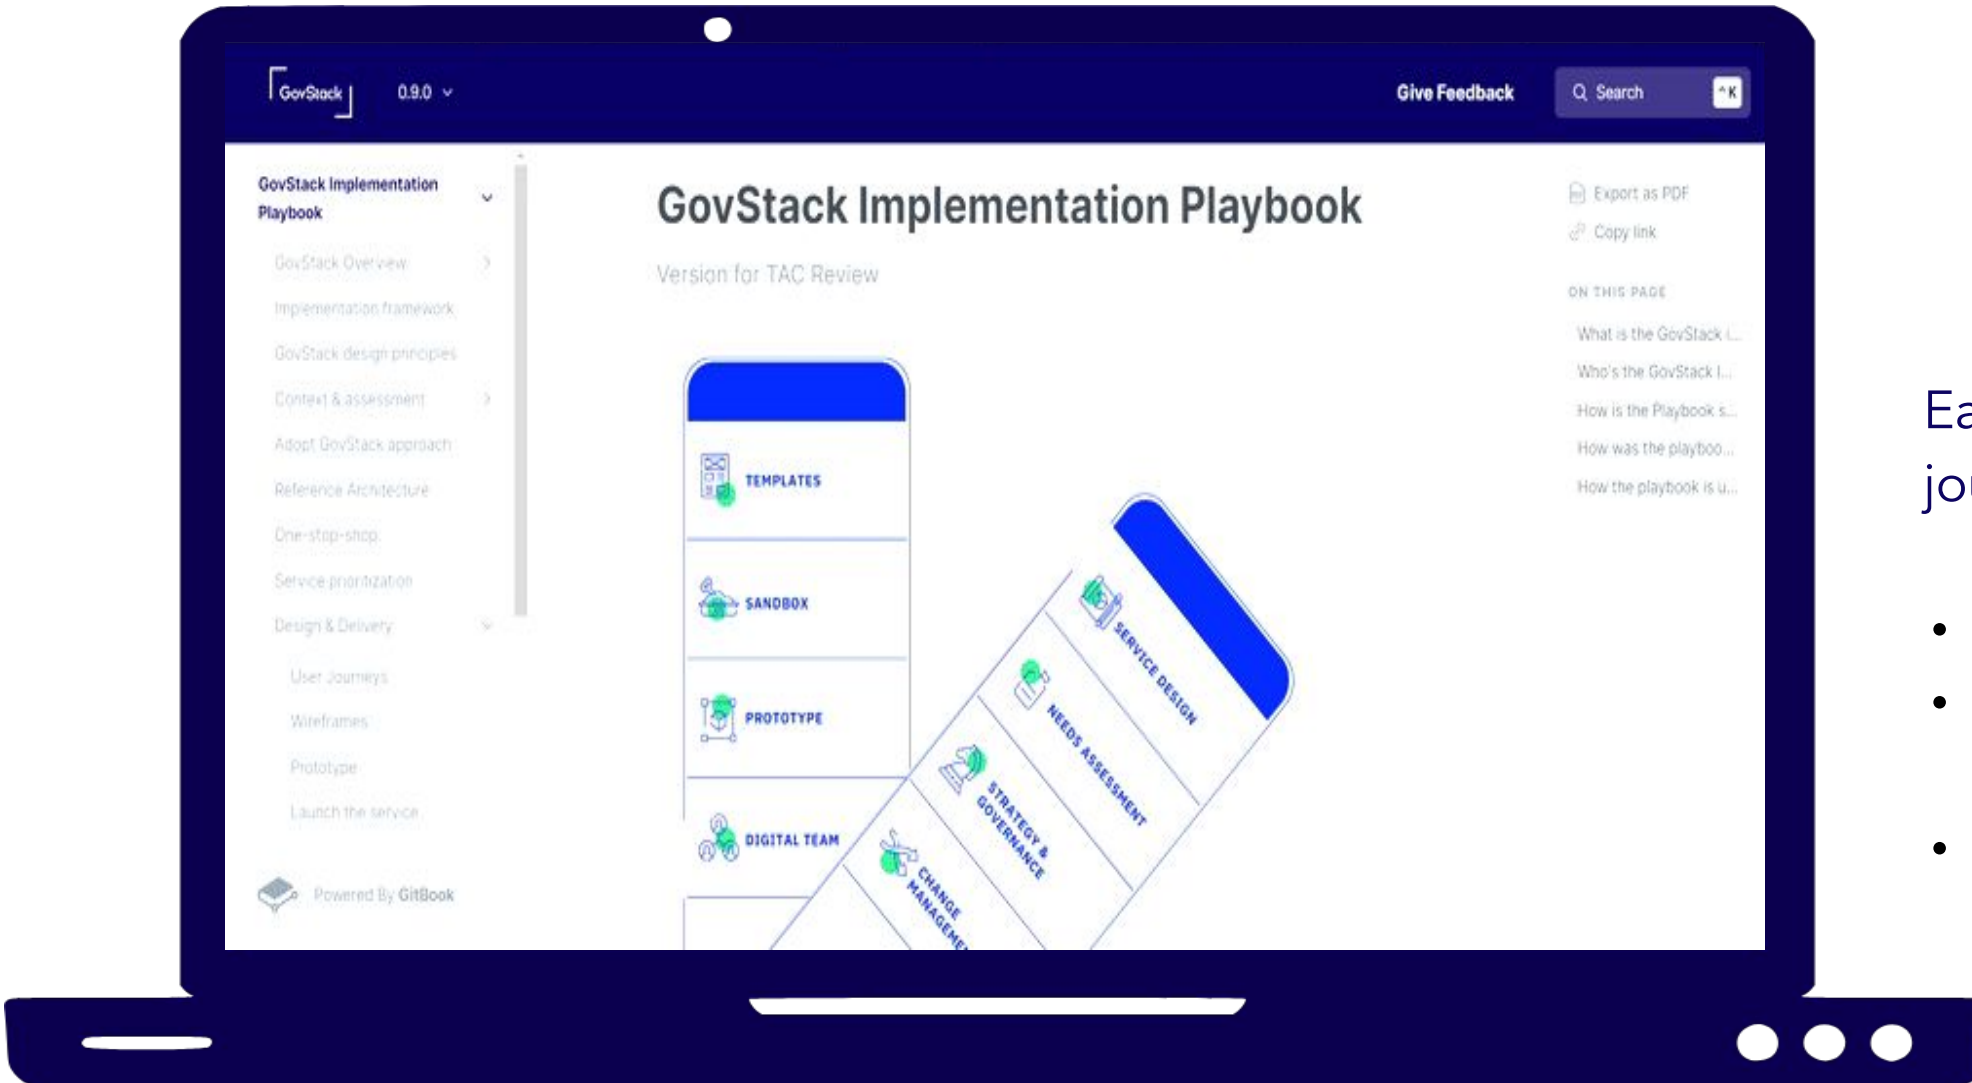 GovStack
0.9.0
Give Feedback
Search
^K
GovStack Implementation
Playbook
GovStack Overview
Implementation framework
GovStack design principles
Context & assessment
Adopt GovStack approach
Reference Architecture
One-stop-shop
Service prioritization
Design & Delivery
User Journeys
Wireframes
Prototype
Launch the service
Powered By GitBook
GovStack Implementation Playbook
Version for TAC Review
TEMPLATES
SANDBOX
PROTOTYPE
DIGITAL TEAM
SERVICE DESIGN
NEEDS ASSESSMENT
STRATEGY &
GOVERNANCE
CHANGE
MANAGEME
Export as PDF
Copy link
ON THIS PAGE
What is the GovStack i...
Who's the GovStack I...
How is the Playbook s...
How was the playboo...
How the playbook is u...
Ea
jou